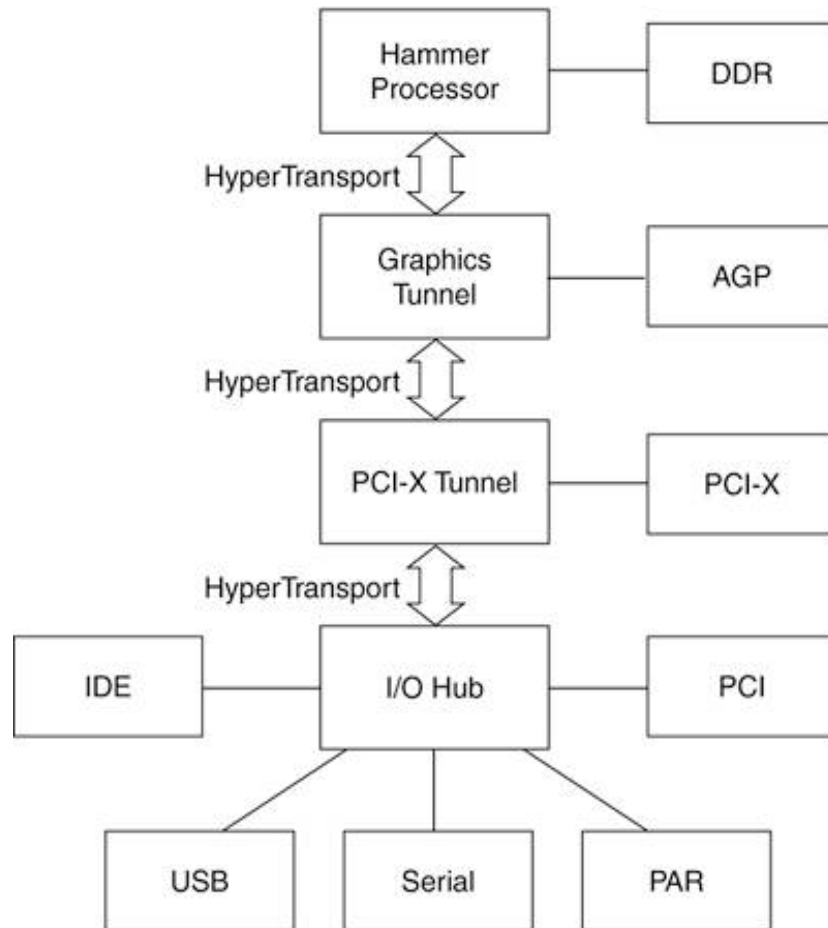 Hammer
Processor
DDR
HyperTransport
Graphics
Tunnel
AGP
HyperTransport
PCI-X Tunnel
PCI-X
HyperTransport
IDE
I/O Hub
PCI
USB
Serial
PAR